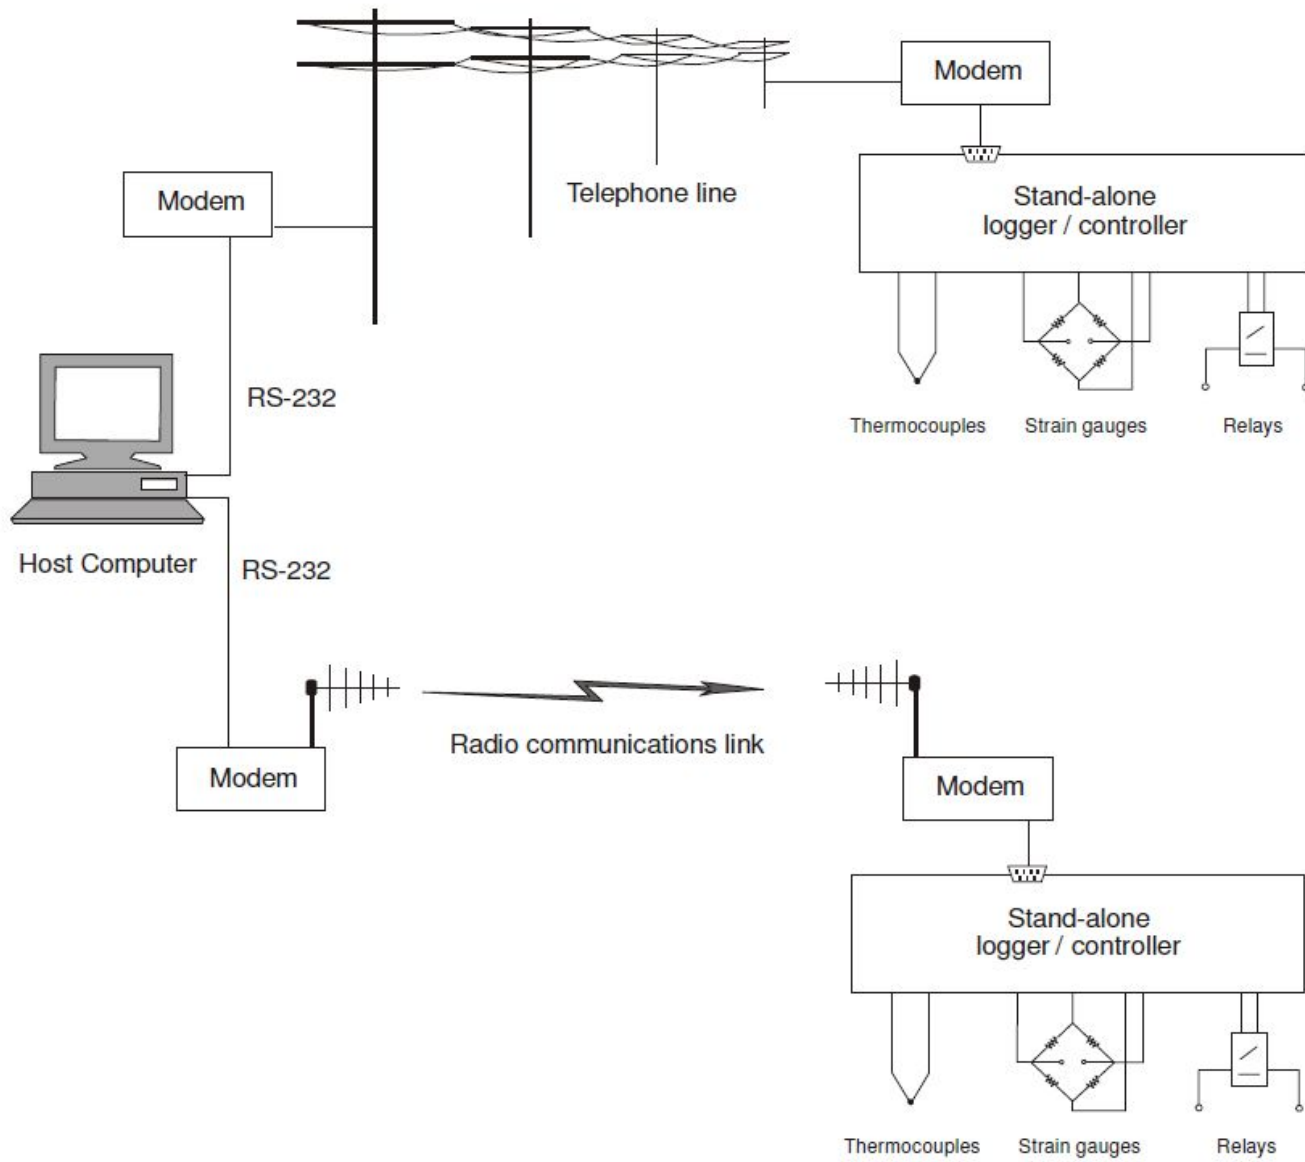 Modem
Modem
Telephone line
Stand-alone
logger / controller
RS-232
Thermocouples
Strain gauges
Relays
Host Computer
RS-232
Radio communications link
Modem
Modem
Stand-alone
logger / controller
Thermocouples
Strain gauges
Relays